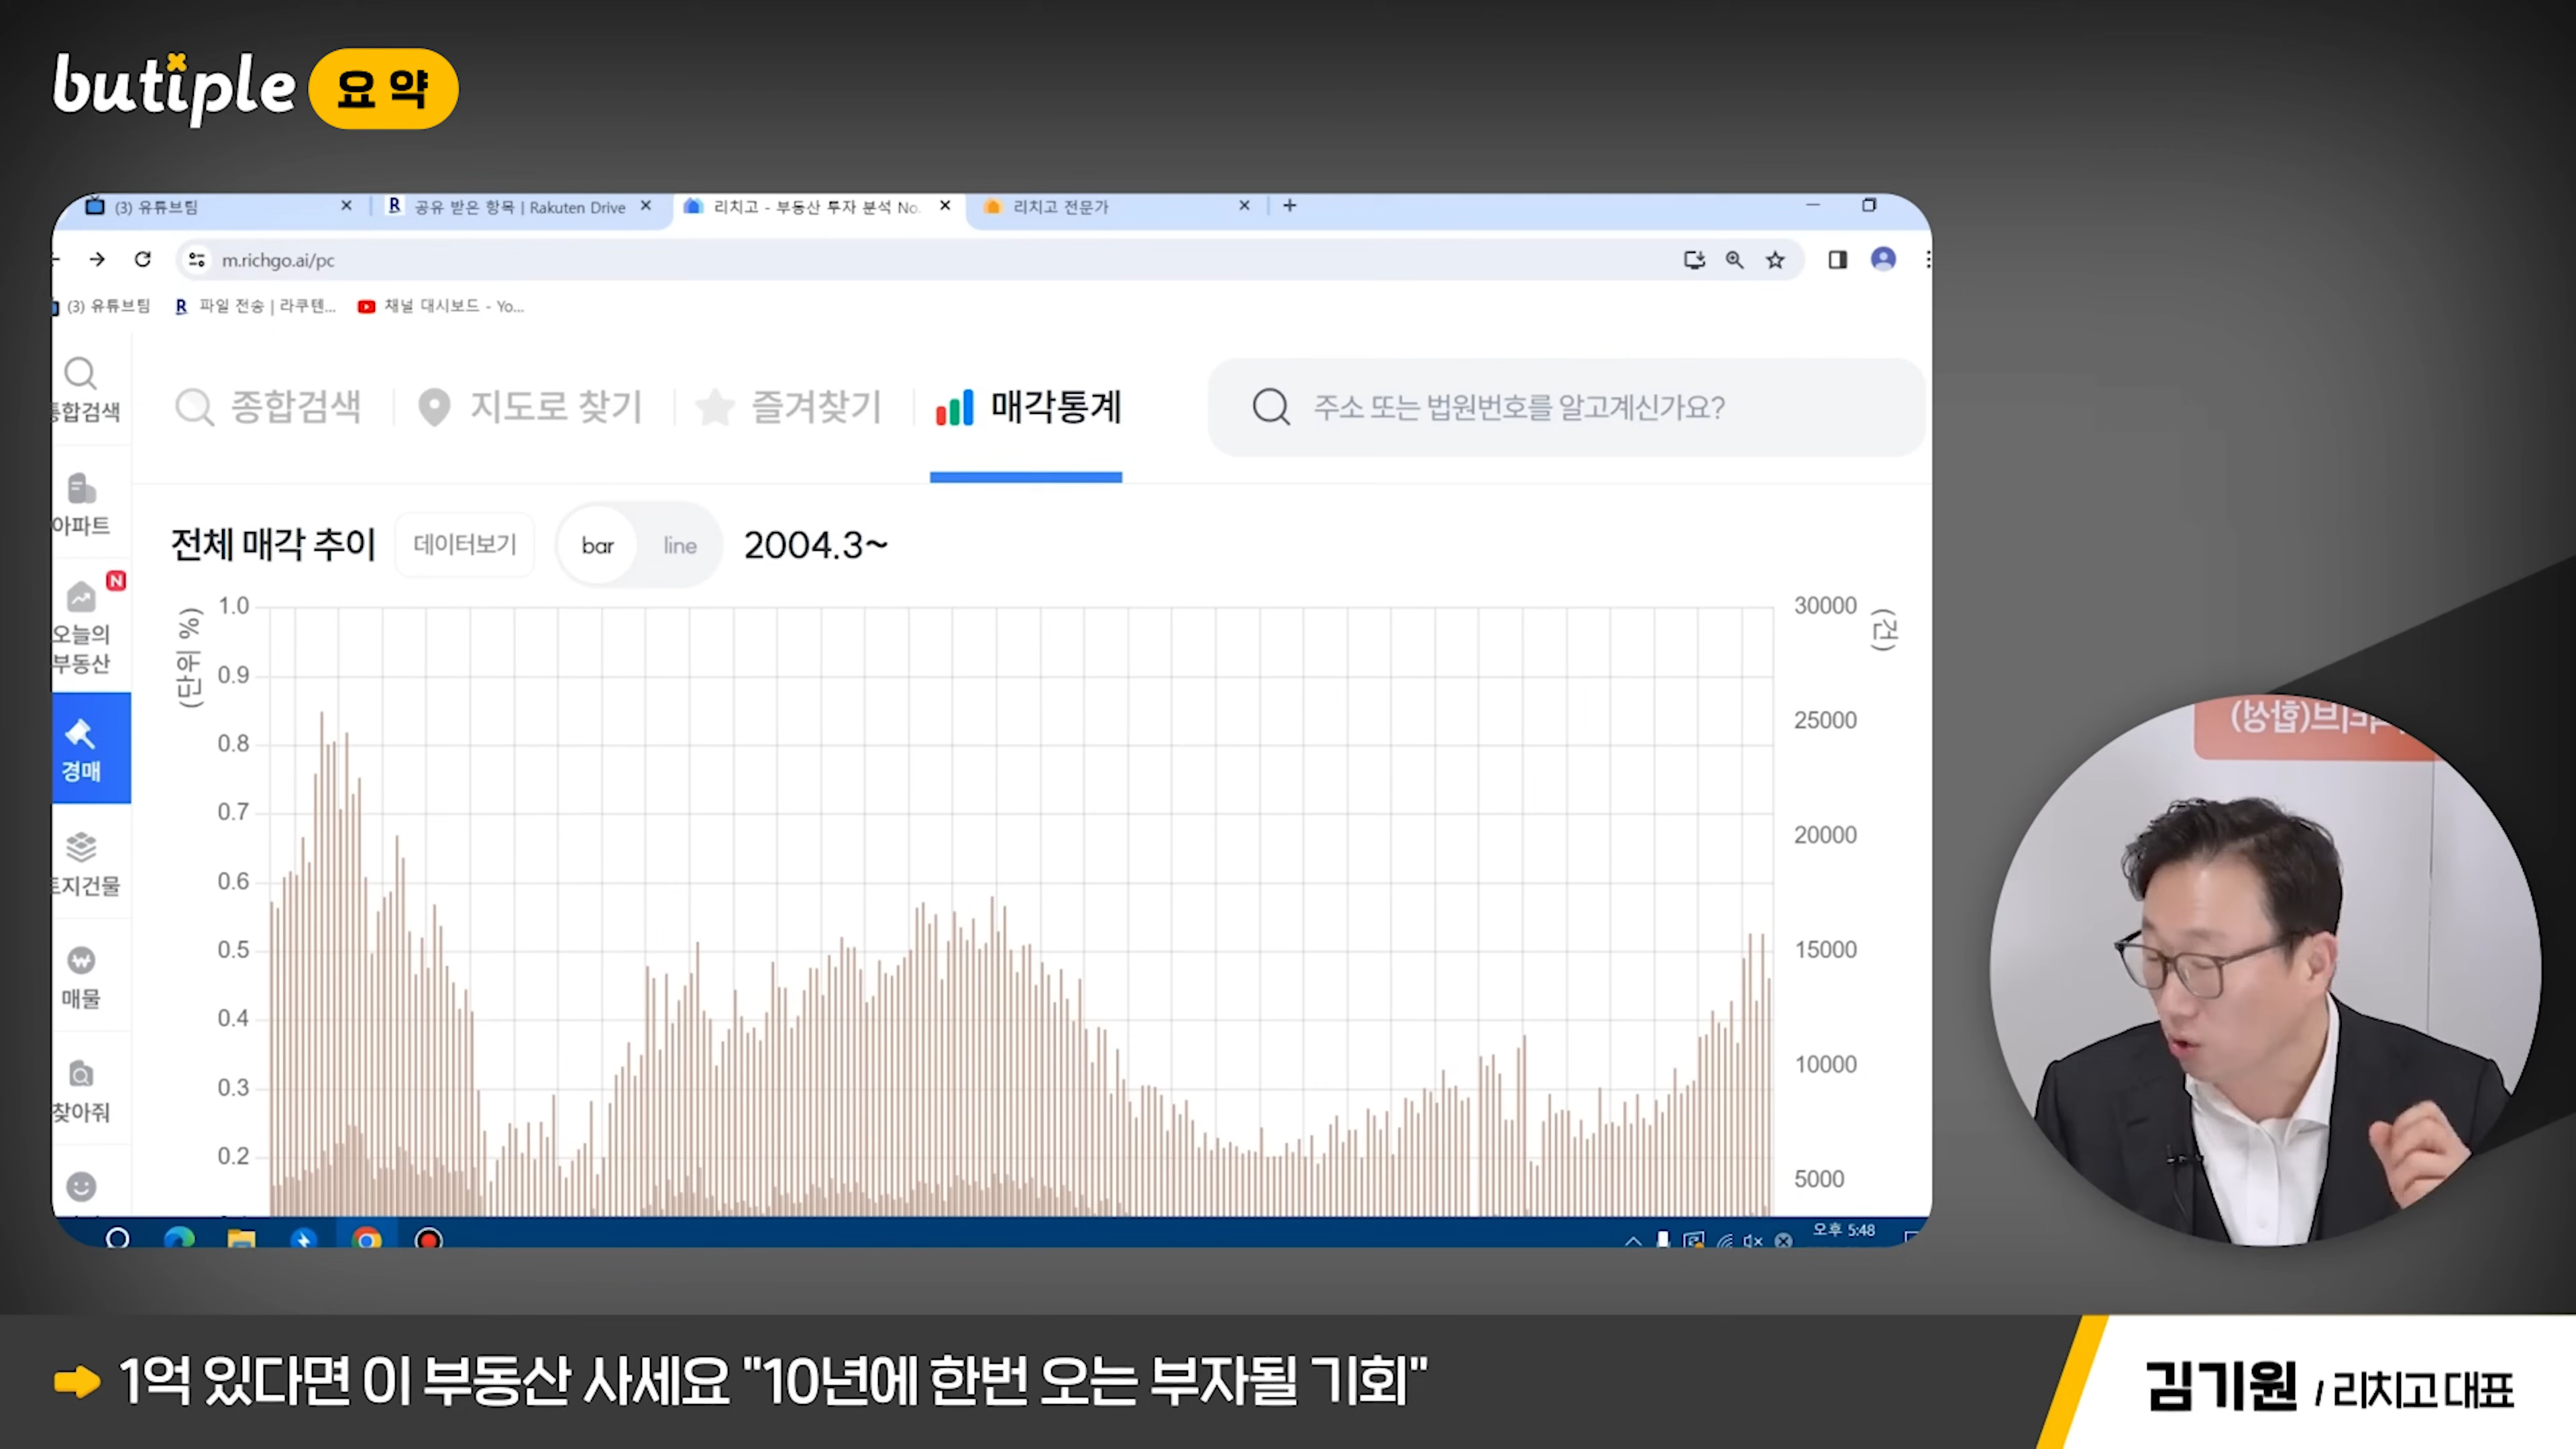 butiple 요약
(3) 유튜브팀
공유 받은 항목 | Rakuten Drive
리치고 - 부동산 투자 분석 No.
리치고 전문가
m.richgo.ai/pc
(3) 유튜브팀
파일 전송 | 라쿠텐...
채널 대시보드 - Yo...
종합검색
지도로 찾기
즐겨찾기
매각통계
주소 또는 법원번호를 알고계신가요?
통합검색
아파트
N
오늘의
부동산
경매
토지건물
매물
찾아줘
전체 매각 추이
데이터보기
bar
line
2004.3~
(단위 %)
1.0
0.9
0.8
0.7
0.6
0.5
0.4
0.3
0.2
30000
25000
20000
15000
10000
5000
(건)
오후 5:48
1억 있다면 이 부동산 사세요 "10년에 한번 오는 부자될 기회"
김기원 / 리치고 대표